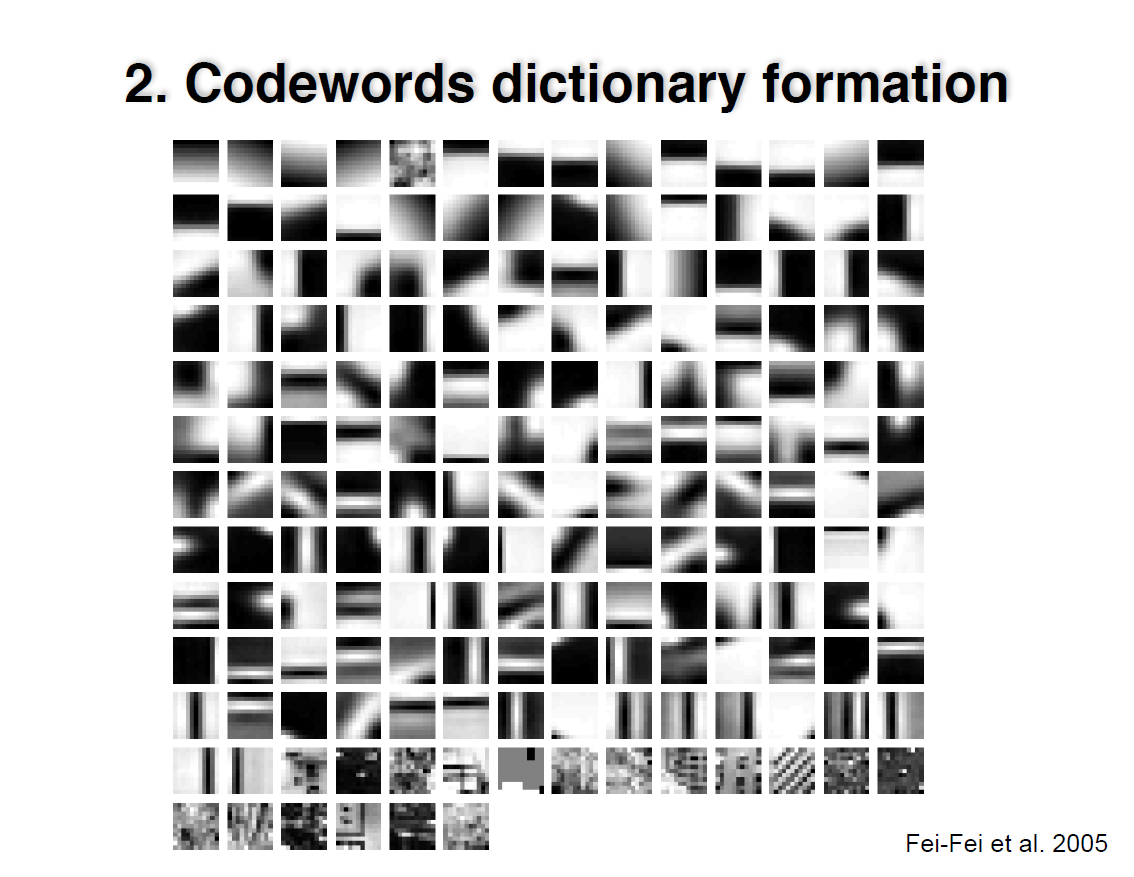 2. Codewords dictionary formation
Fei-Fei et al. 2005